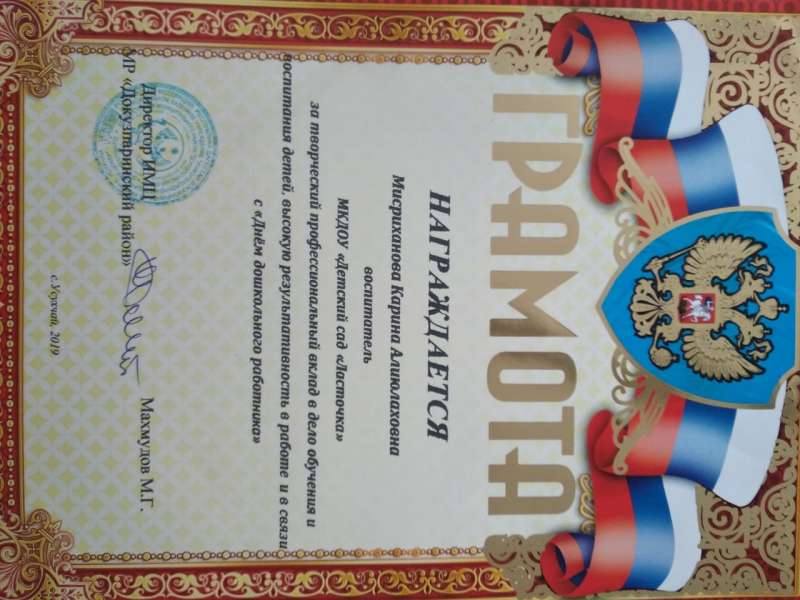 ГРАМОТА
НАГРАЖДАЕТСЯ
Мисриханова Карина Алиюлаховна
воспитатель
МКДОУ «Детский сад «Ласточка»
за творческий профессиональный вклад в дело обучения и
воспитания детей, высокую результативность в работе и в связи
с «Днём дошкольного работника»
Директор ИМЦ
МР «Докузпаринский район» Махмудов М.Г.
с.Усухчай, 2019